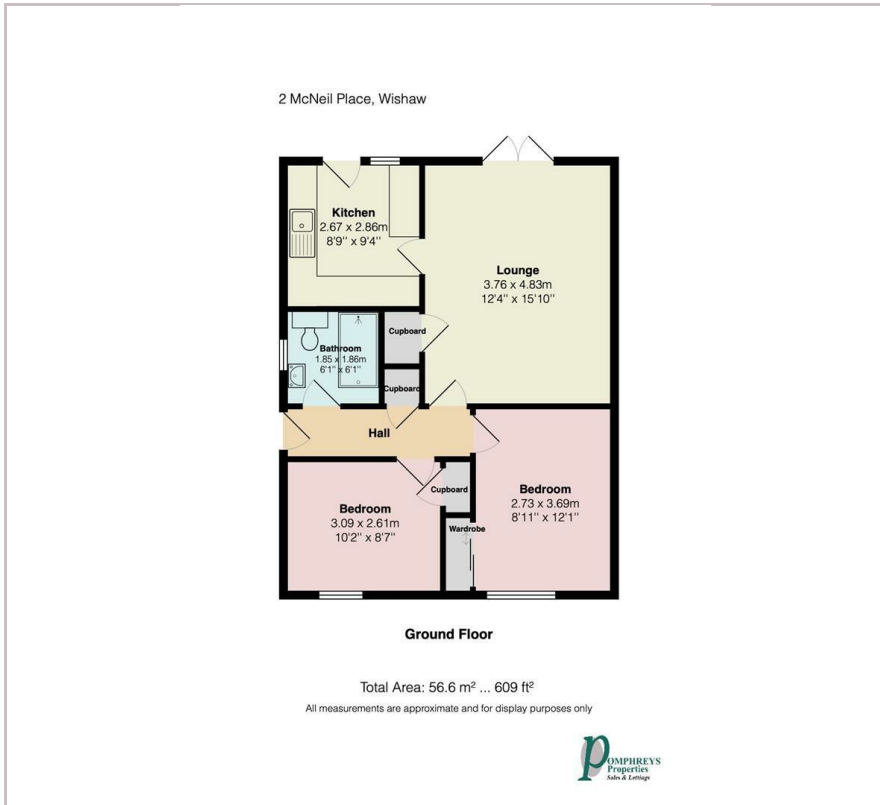 2 McNeil Place, Wishaw
Kitchen
2.67 x 2.86m
8'9'' x 9'4''
Lounge
3.76 x 4.83m
12'4'' x 15'10''
Cupboard
Bathroom
1.85 x 1.86m
6'1'' x 6'1''
Cupboard
Hall
Bedroom
3.09 x 2.61m
10'2'' x 8'7''
Cupboard
Wardrobe
Bedroom
2.73 x 3.69m
8'11'' x 12'1''
Ground Floor
Total Area: 56.6 m² ... 609 ft²
All measurements are approximate and for display purposes only
POMPHREYS
Properties
Sales & Lettings